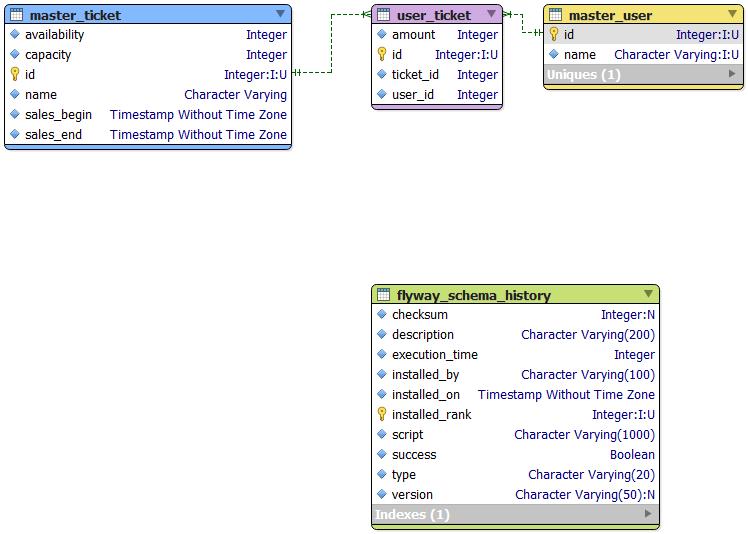 master_ticket
availability Integer
capacity Integer
id Integer:I:U
name Character Varying
sales_begin Timestamp Without Time Zone
sales_end Timestamp Without Time Zone
user_ticket
amount Integer
id Integer:I:U
ticket_id Integer
user_id Integer
master_user
id Integer:I:U
name Character Varying:I:U
Uniques (1)
flyway_schema_history
checksum Integer:N
description Character Varying(200)
execution_time Integer
installed_by Character Varying(100)
installed_on Timestamp Without Time Zone
installed_rank Integer:I:U
script Character Varying(1000)
success Boolean
type Character Varying(20)
version Character Varying(50):N
Indexes (1)